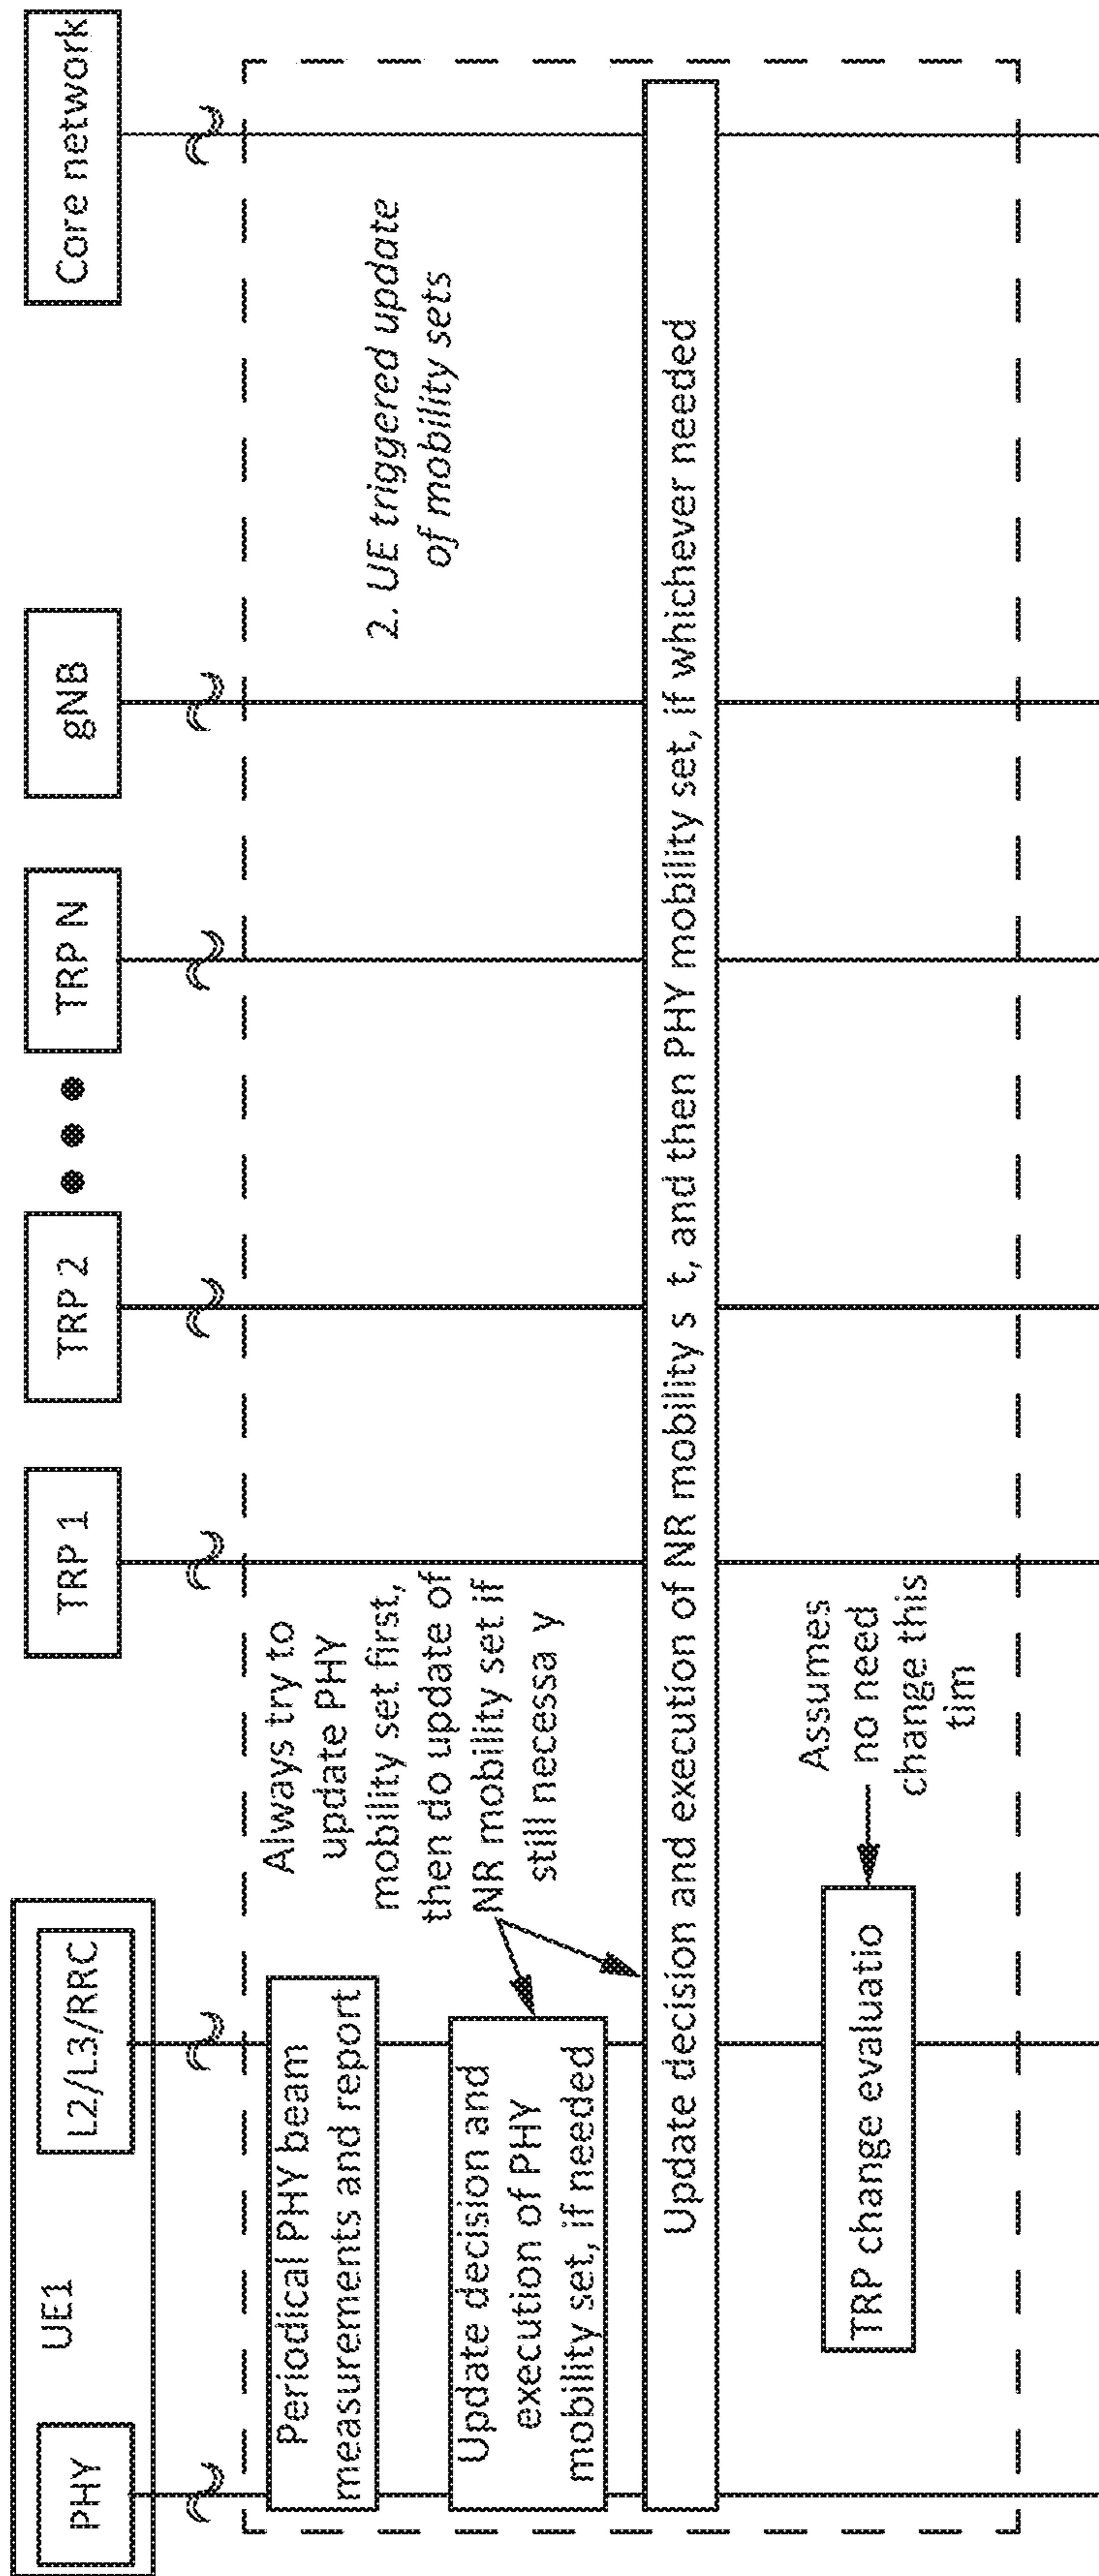 UE1
PHY
L2/L3/RRC
TRP 1
TRP 2
TRP N
gNB
Core network
Periodical PHY beam
measurements and report
Always try to
update PHY
mobility set first,
then do update of
NR mobility set if
still necessa y
2. UE triggered update
of mobility sets
Update decision and
execution of PHY
mobility set, if needed
Update decision and execution of NR mobility s t, and then PHY mobility set, if whichever needed
TRP change evaluatio
Assumes
no need
change this
tim